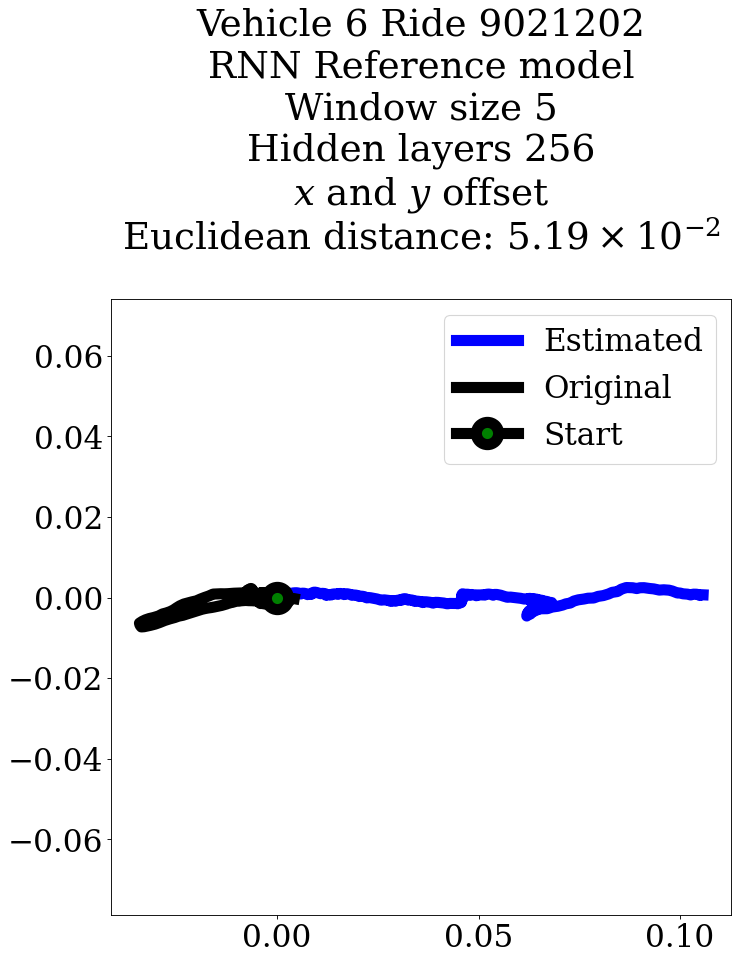 Vehicle 6 Ride 9021202
RNN Reference model
Window size 5
Hidden layers 256
x and y offset
Euclidean distance: 5.19 × 10⁻²
Estimated
Original
Start
0.06
0.04
0.02
0.00
−0.02
−0.04
−0.06
0.00 0.05 0.10